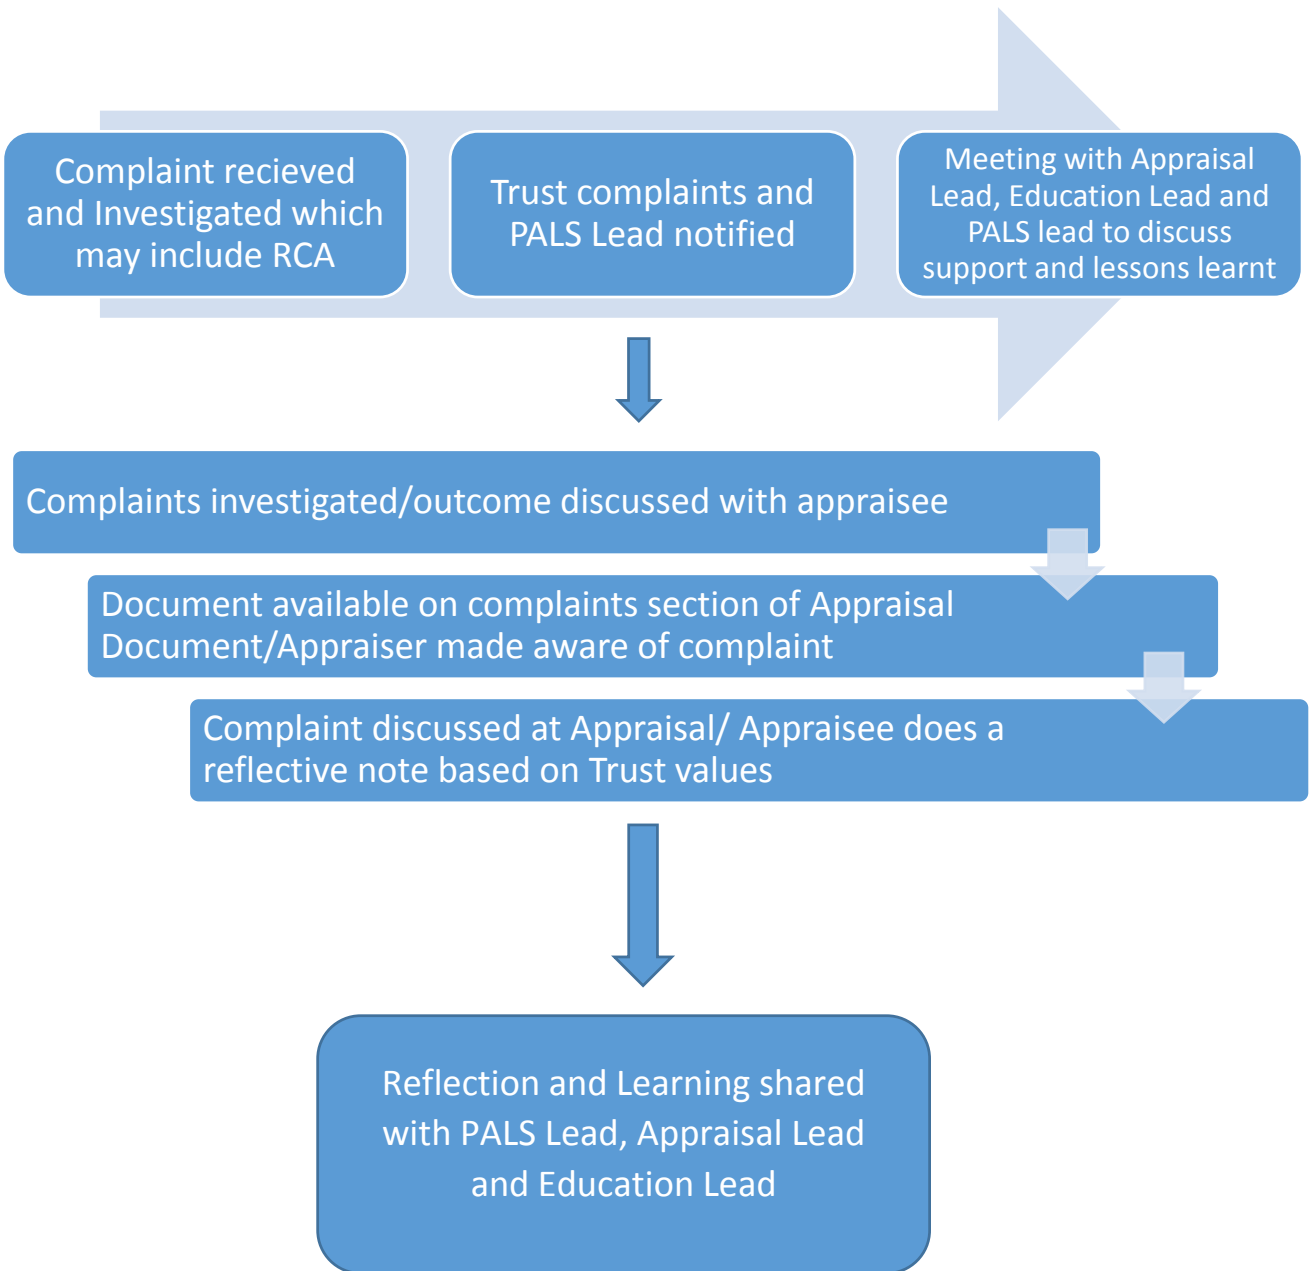 Complaint recieved
and Investigated which
may include RCA
Trust complaints and
PALS Lead notified
Meeting with Appraisal
Lead, Education Lead and
PALS lead to discuss
support and lessons learnt
Complaints investigated/outcome discussed with appraisee
Document available on complaints section of Appraisal
Document/Appraiser made aware of complaint
Complaint discussed at Appraisal/ Appraisee does a
reflective note based on Trust values
Reflection and Learning shared
with PALS Lead, Appraisal Lead
and Education Lead